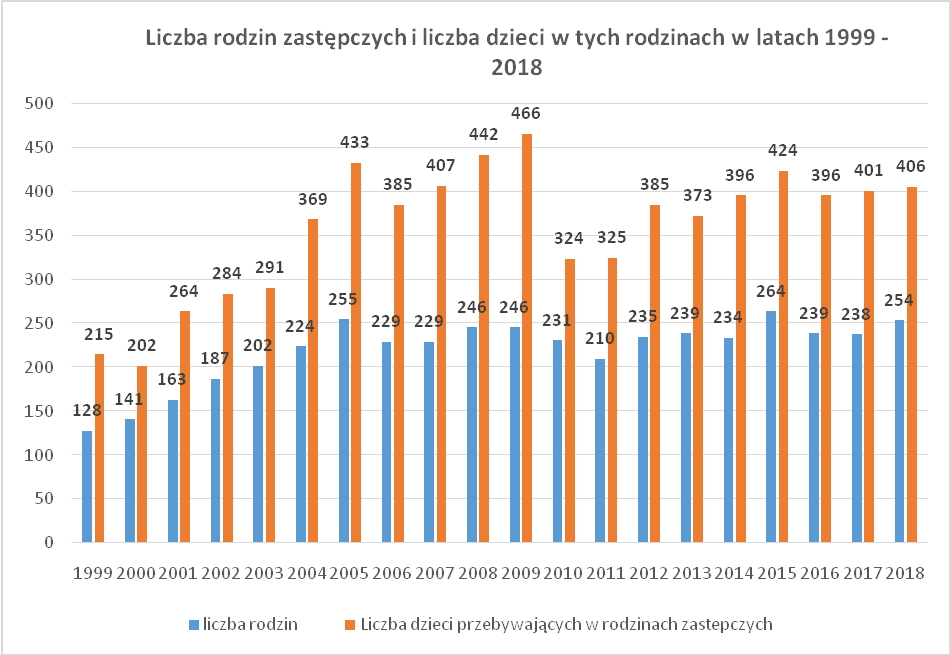 Liczba rodzin zastępczych i liczba dzieci w tych rodzinach w latach 1999 -
2018
500
450
400
350
300
250
200
150
100
50
0
128 141 163 187 202 224 255 229 229 246 246 231 210 235 239 234 264 239 238 254
215 202 264 284 291 369 433 385 407 442 466 324 325 385 373 396 424 396 401 406
1999 2000 2001 2002 2003 2004 2005 2006 2007 2008 2009 2010 2011 2012 2013 2014 2015 2016 2017 2018
liczba rodzin Liczba dzieci przebywających w rodzinach zastepczych